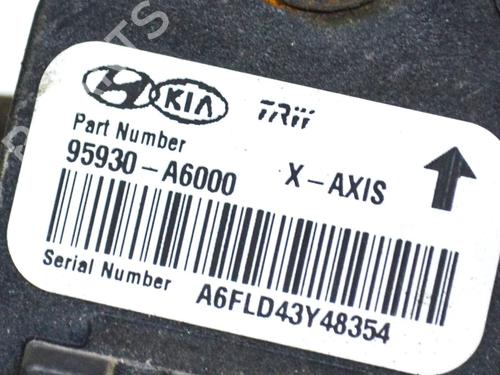 KIA TRW
Part Number
95930-A6000 X-AXIS
Serial Number A6FLD43Y48354